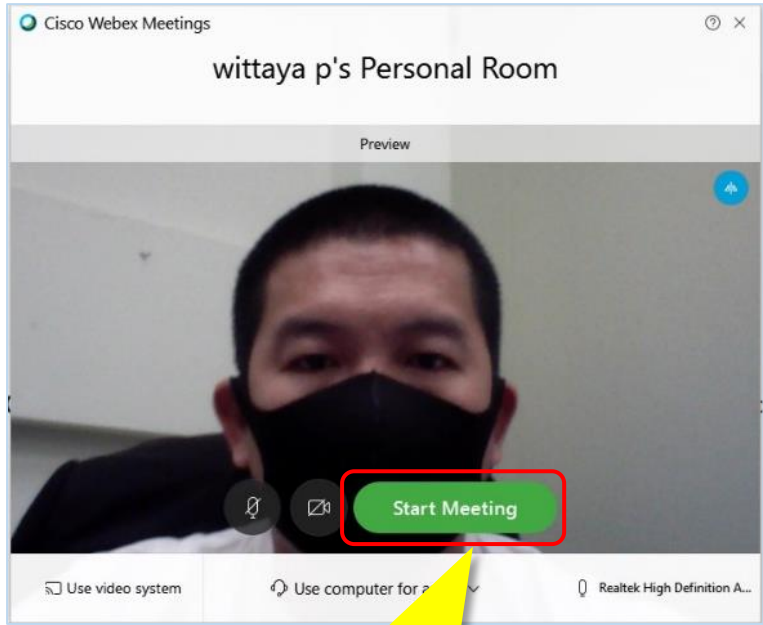 Cisco Webex Meetings
wittaya p's Personal Room
Preview
Start Meeting
Use video system
Use computer for a
Realtek High Definition A...